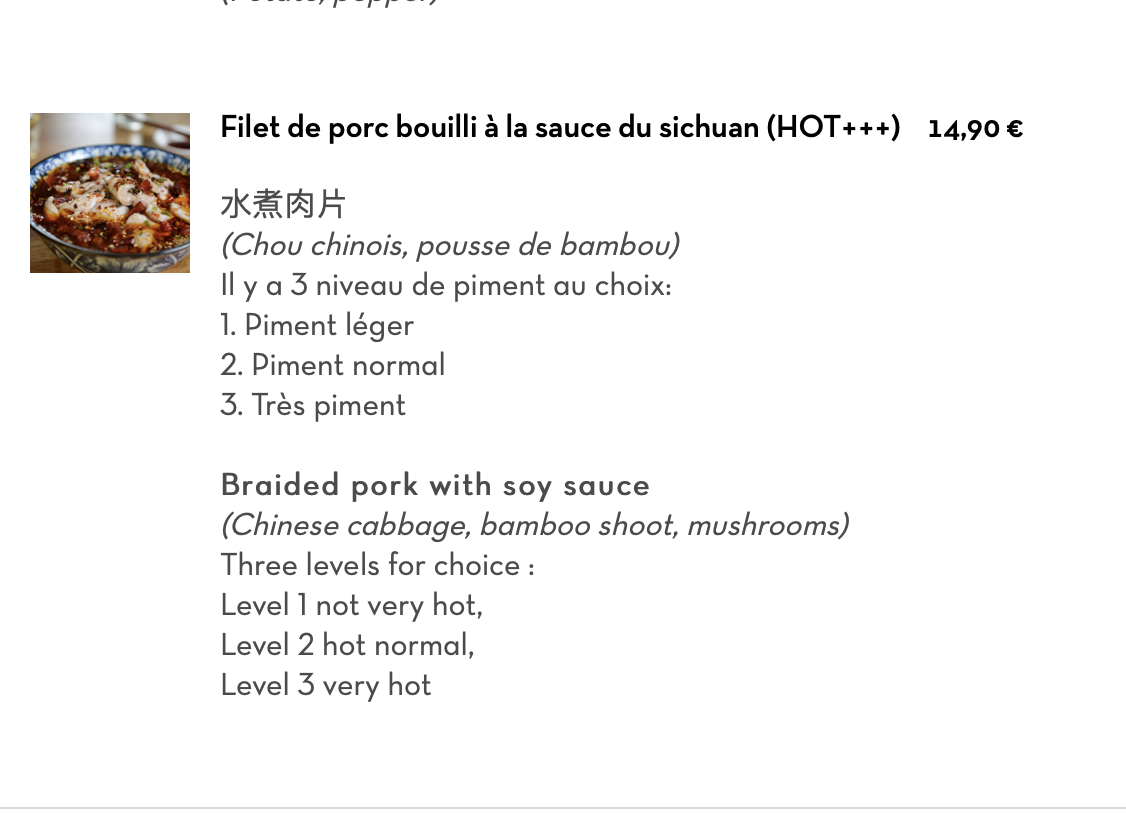 (Potato, pepper)
Filet de porc bouilli à la sauce du sichuan (HOT+++) 14,90 €
水煮肉片
(Chou chinois, pousse de bambou)
Il y a 3 niveau de piment au choix:
1. Piment léger
2. Piment normal
3. Très piment
Braided pork with soy sauce
(Chinese cabbage, bamboo shoot, mushrooms)
Three levels for choice :
Level 1 not very hot,
Level 2 hot normal,
Level 3 very hot